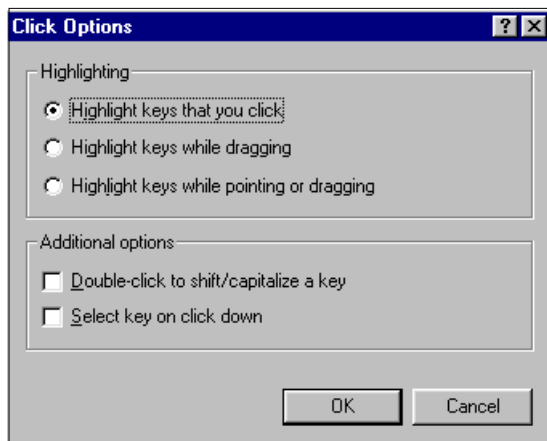 Click Options
Highlighting
Highlight keys that you click
Highlight keys while dragging
Highlight keys while pointing or dragging
Additional options
Double-click to shift/capitalize a key
Select key on click down
OK Cancel